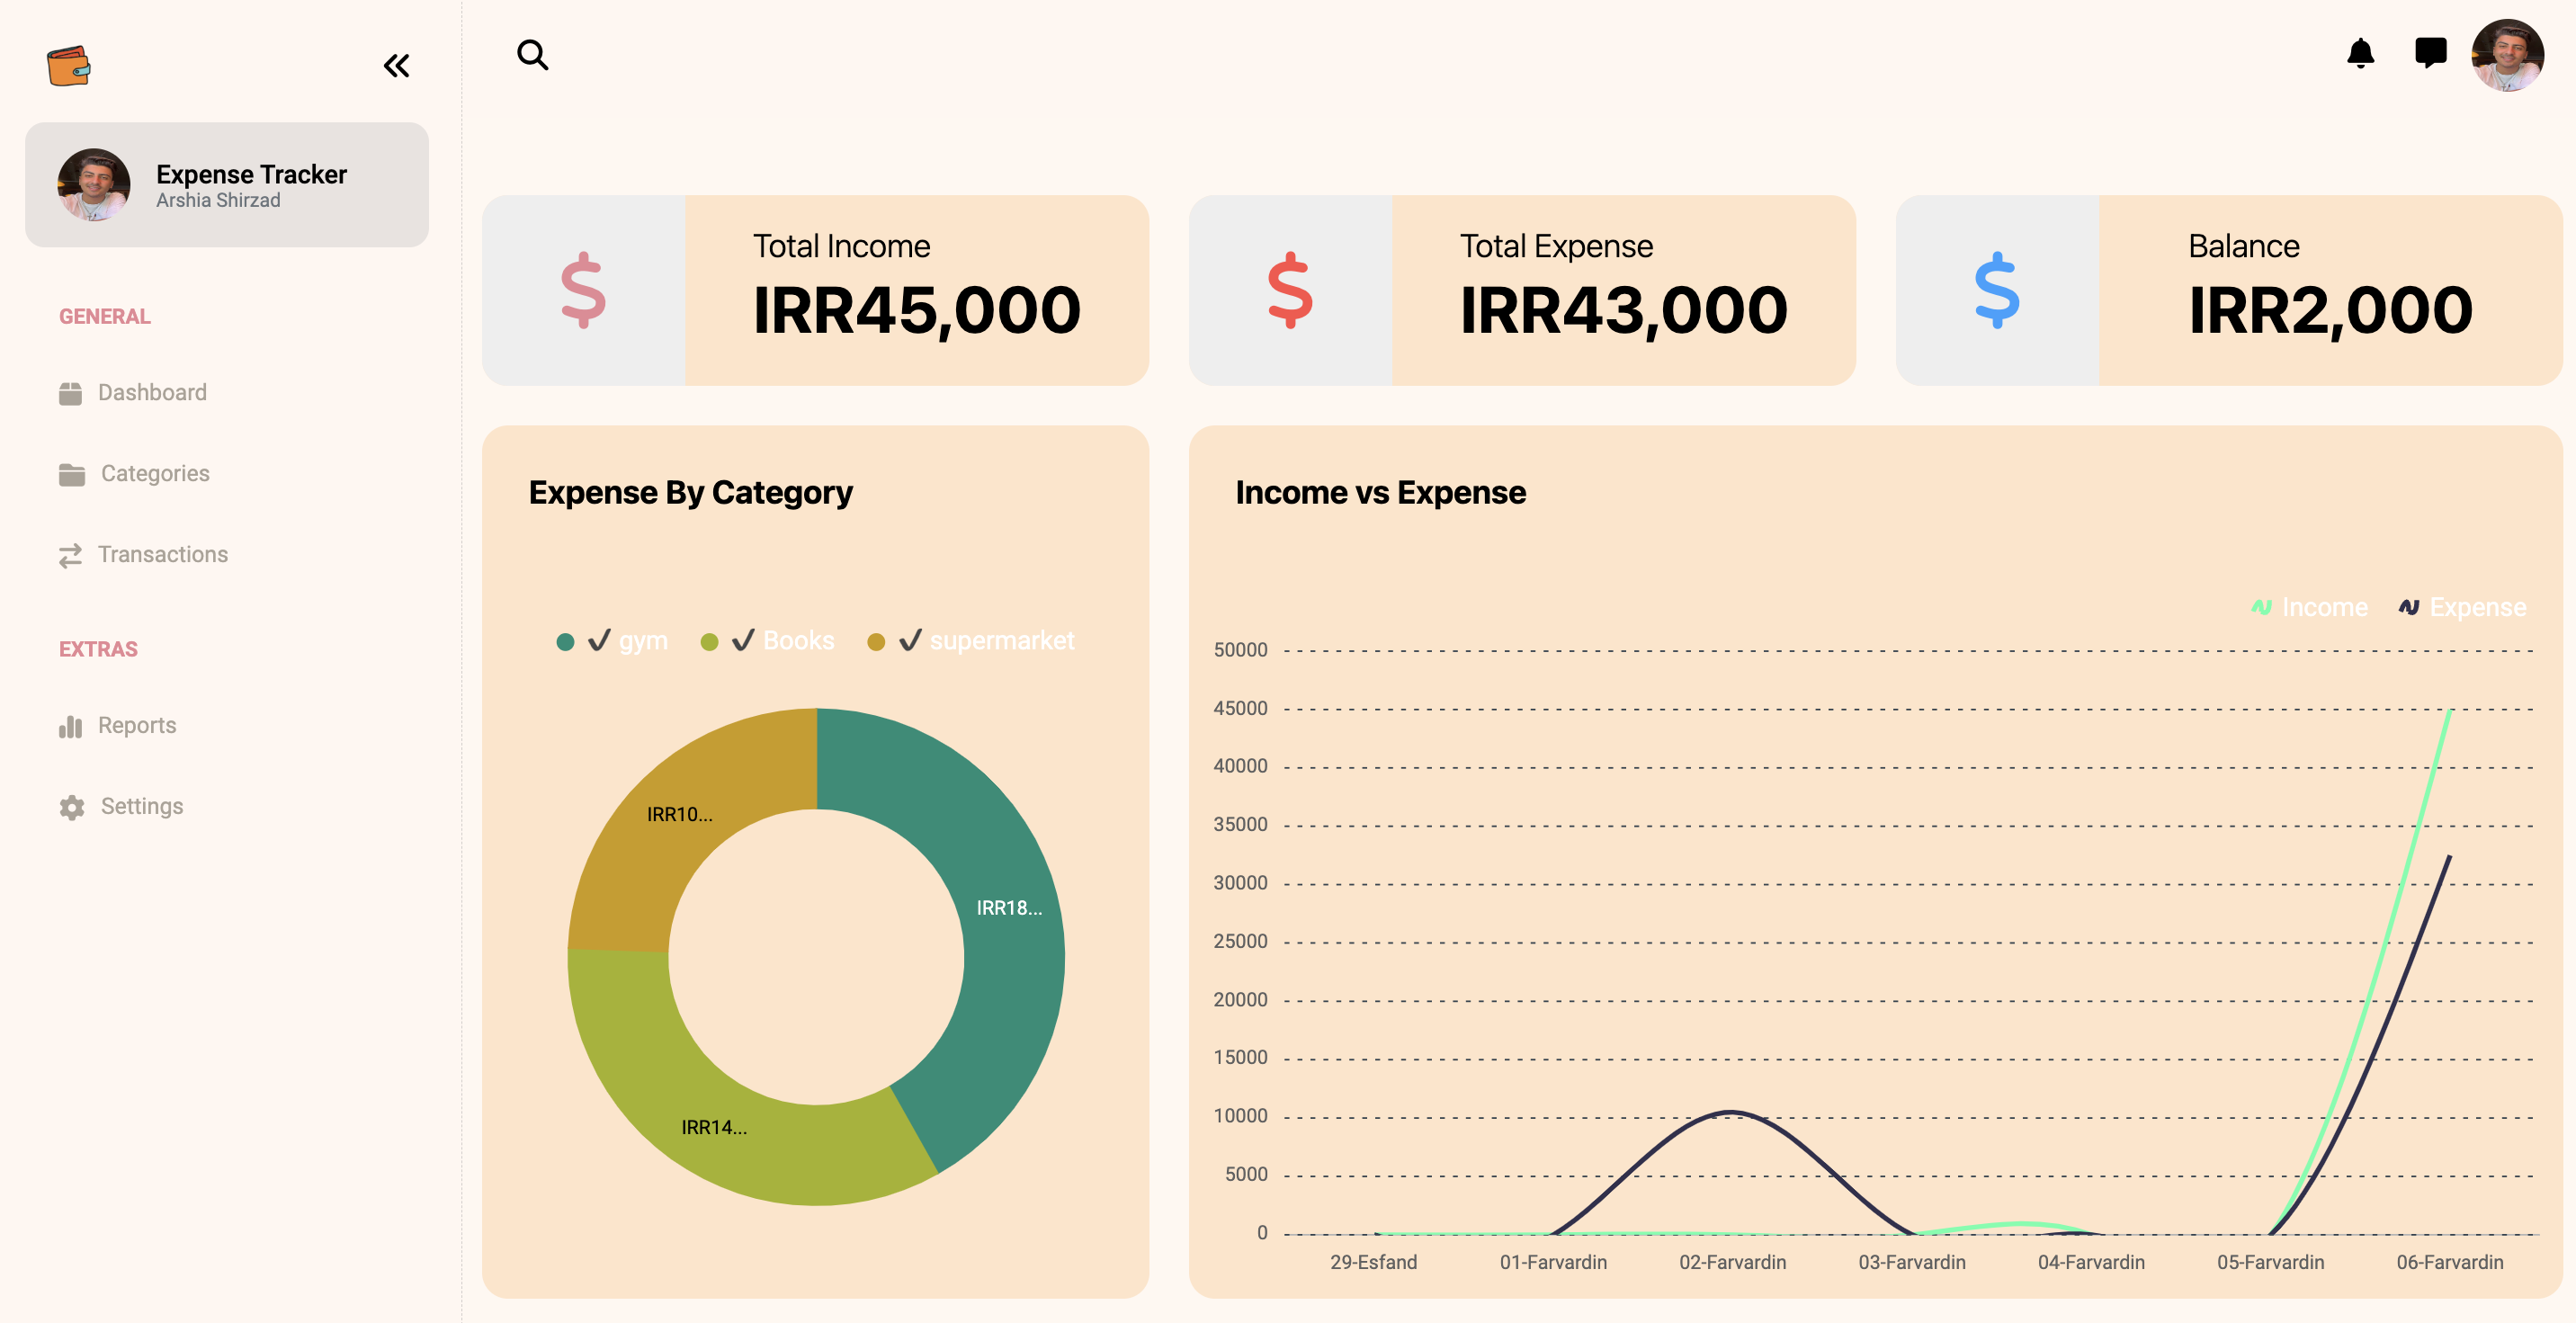 Expense Tracker
Arshia Shirzad
GENERAL
Dashboard
Categories
Transactions
EXTRAS
Reports
Settings
Total Income
IRR45,000
Total Expense
IRR43,000
Balance
IRR2,000
Expense By Category
gym Books supermarket
IRR10...
IRR18...
IRR14...
Income vs Expense
Income Expense
50000
45000
40000
35000
30000
25000
20000
15000
10000
5000
0
29-Esfand 01-Farvardin 02-Farvardin 03-Farvardin 04-Farvardin 05-Farvardin 06-Farvardin